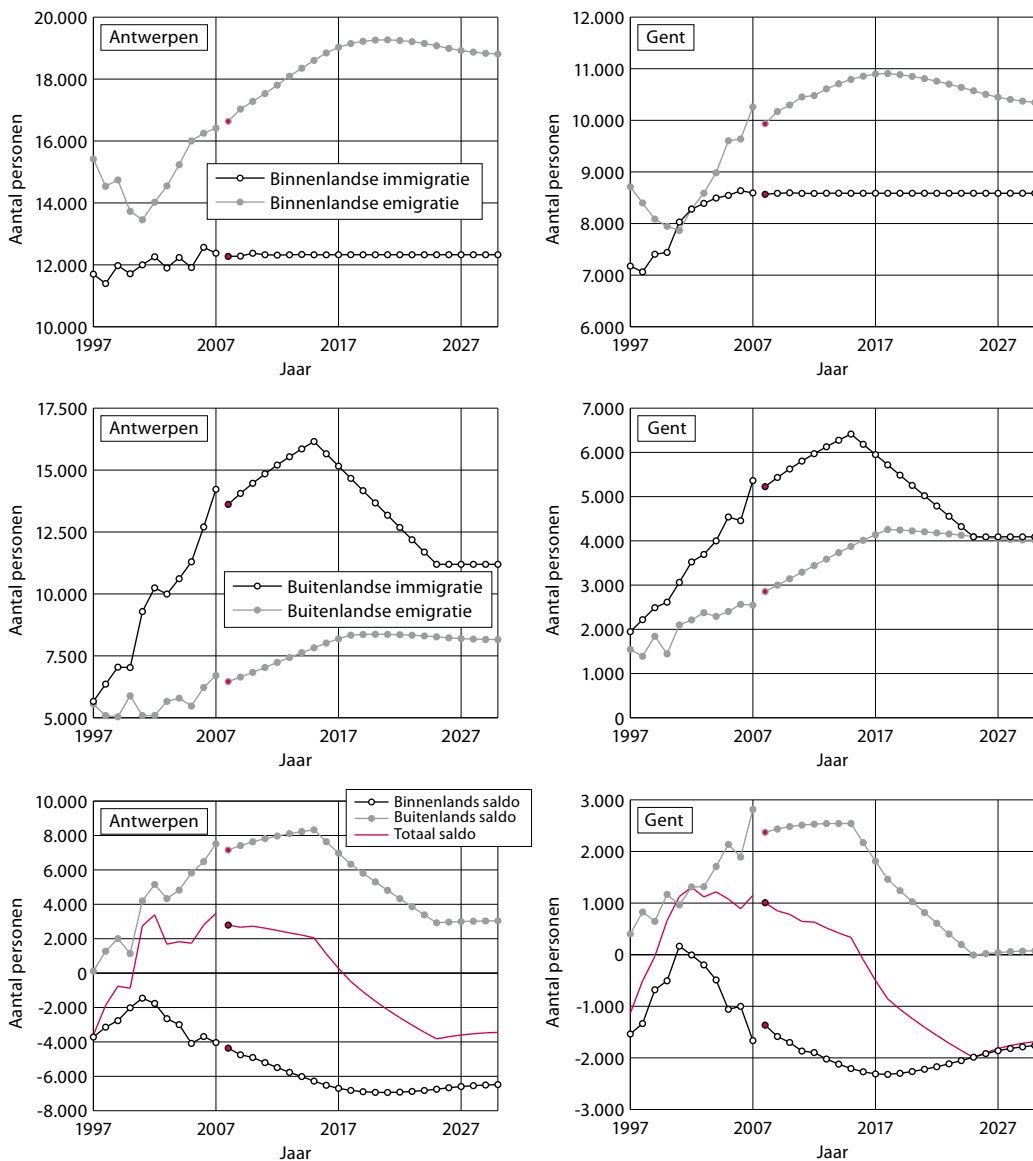 Antwerpen
20.000
18.000
16.000
14.000
12.000
10.000
Aantal personen
Binnenlandse immigratie
Binnenlandse emigratie
1997 2007 2017 2027
Jaar
Gent
12.000
11.000
10.000
9.000
8.000
7.000
6.000
Aantal personen
1997 2007 2017 2027
Jaar
Antwerpen
17.500
15.000
12.500
10.000
7.500
5.000
Aantal personen
Buitenlandse immigratie
Buitenlandse emigratie
1997 2007 2017 2027
Jaar
Gent
7.000
6.000
5.000
4.000
3.000
2.000
1.000
0
Aantal personen
1997 2007 2017 2027
Jaar
Antwerpen
Binnenlands saldo
Buitenlands saldo
Totaal saldo
10.000
8.000
6.000
4.000
2.000
0
-2.000
-4.000
-6.000
-8.000
Aantal personen
1997 2007 2017 2027
Jaar
Gent
3.000
2.000
1.000
0
-1.000
-2.000
-3.000
Aantal personen
1997 2007 2017 2027
Jaar